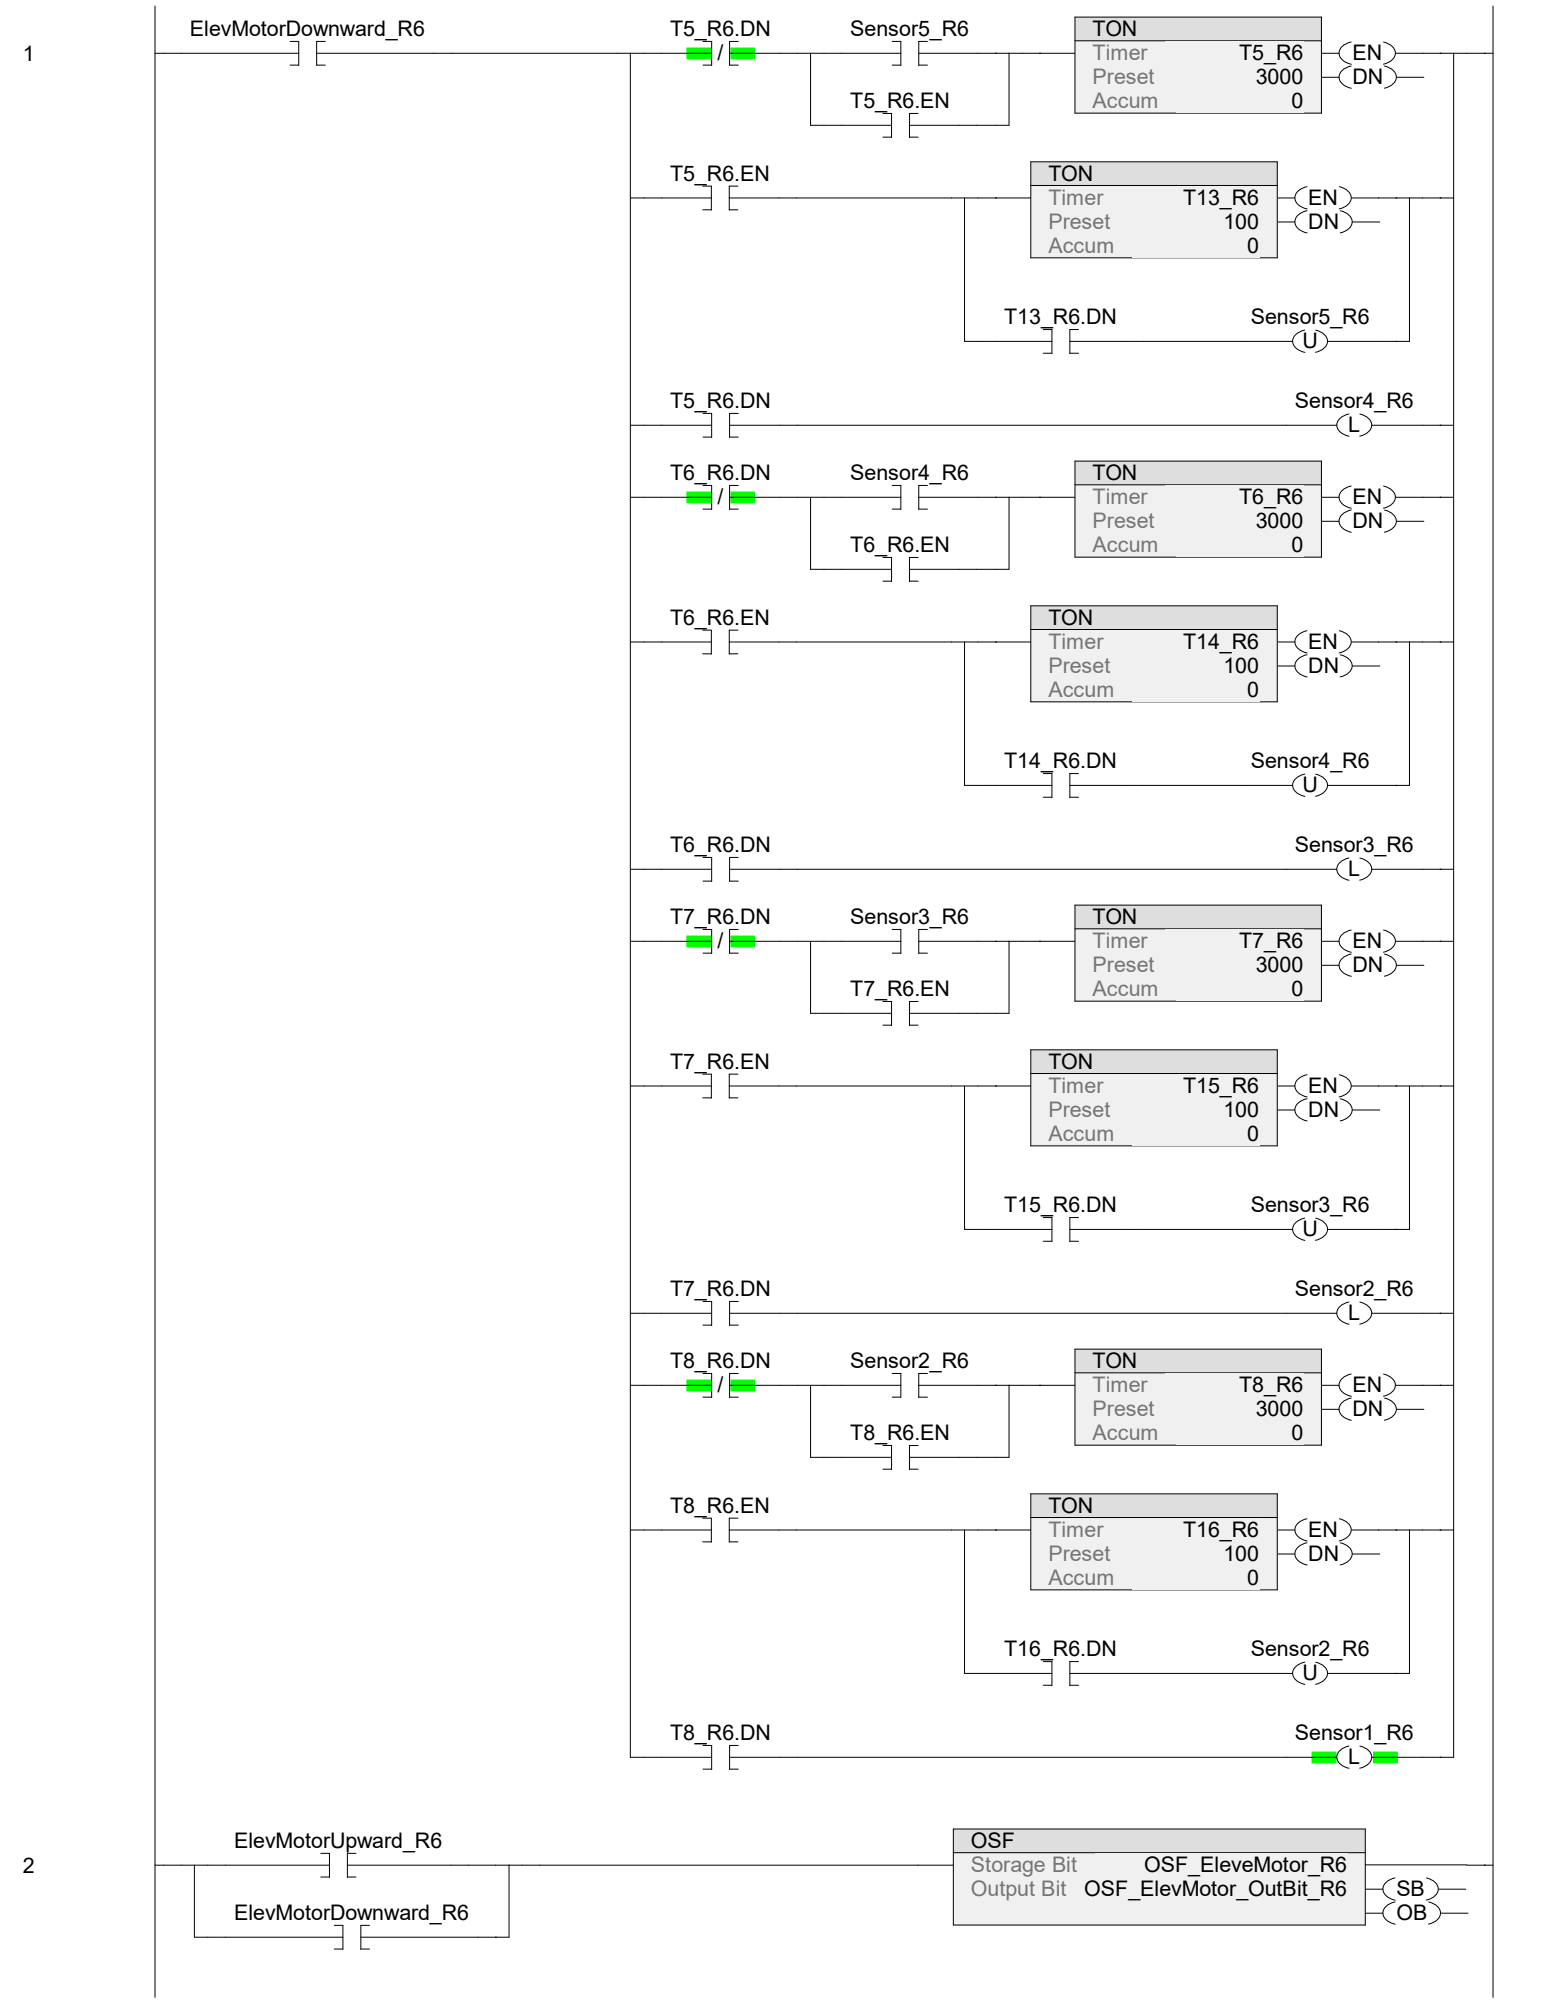 ElevMotorDownward_R6 T5_R6.DN Sensor5_R6 TON
1 / Timer T5_R6 EN
Preset 3000 DN
T5_R6.EN Accum 0
T5_R6.EN TON
Timer T13_R6 EN
Preset 100 DN
Accum 0
T13_R6.DN Sensor5_R6
U
T5_R6.DN Sensor4_R6
L
T6_R6.DN Sensor4_R6 TON
/ Timer T6_R6 EN
Preset 3000 DN
T6_R6.EN Accum 0
T6_R6.EN TON
Timer T14_R6 EN
Preset 100 DN
Accum 0
T14_R6.DN Sensor4_R6
U
T6_R6.DN Sensor3_R6
L
T7_R6.DN Sensor3_R6 TON
/ Timer T7_R6 EN
Preset 3000 DN
T7_R6.EN Accum 0
T7_R6.EN TON
Timer T15_R6 EN
Preset 100 DN
Accum 0
T15_R6.DN Sensor3_R6
U
T7_R6.DN Sensor2_R6
L
T8_R6.DN Sensor2_R6 TON
/ Timer T8_R6 EN
Preset 3000 DN
T8_R6.EN Accum 0
T8_R6.EN TON
Timer T16_R6 EN
Preset 100 DN
Accum 0
T16_R6.DN Sensor2_R6
U
T8_R6.DN Sensor1_R6
L
ElevMotorUpward_R6 OSF
2 Storage Bit OSF_EleveMotor_R6
Output Bit OSF_ElevMotor_OutBit_R6 SB
ElevMotorDownward_R6 OB